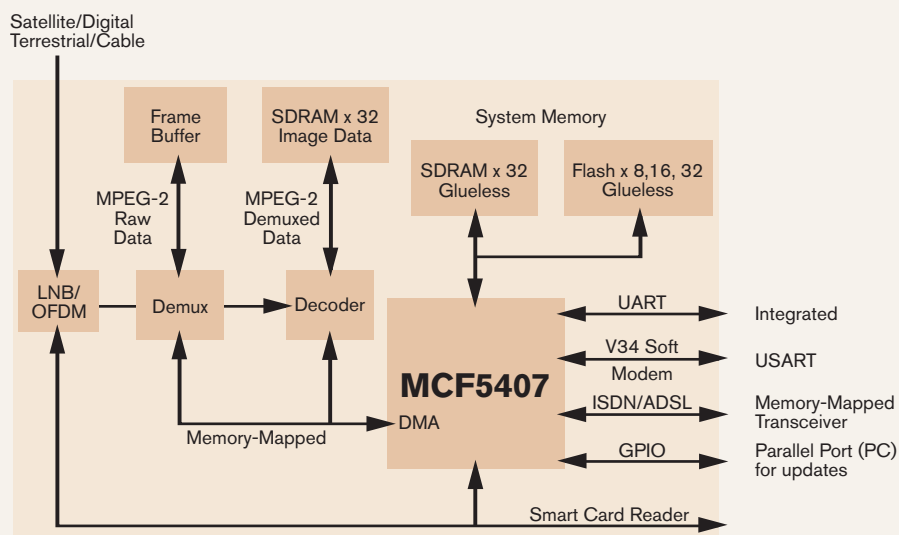 Satellite/Digital
Terrestrial/Cable
Frame
Buffer
SDRAM x 32
Image Data
System Memory
SDRAM x 32
Glueless
Flash x 8,16, 32
Glueless
MPEG-2
Raw
Data
MPEG-2
Demuxed
Data
LNB/
OFDM
Demux
Decoder
MCF5407
DMA
Memory-Mapped
UART
Integrated
V34 Soft
Modem
USART
ISDN/ADSL
Memory-Mapped
Transceiver
GPIO
Parallel Port (PC)
for updates
Smart Card Reader